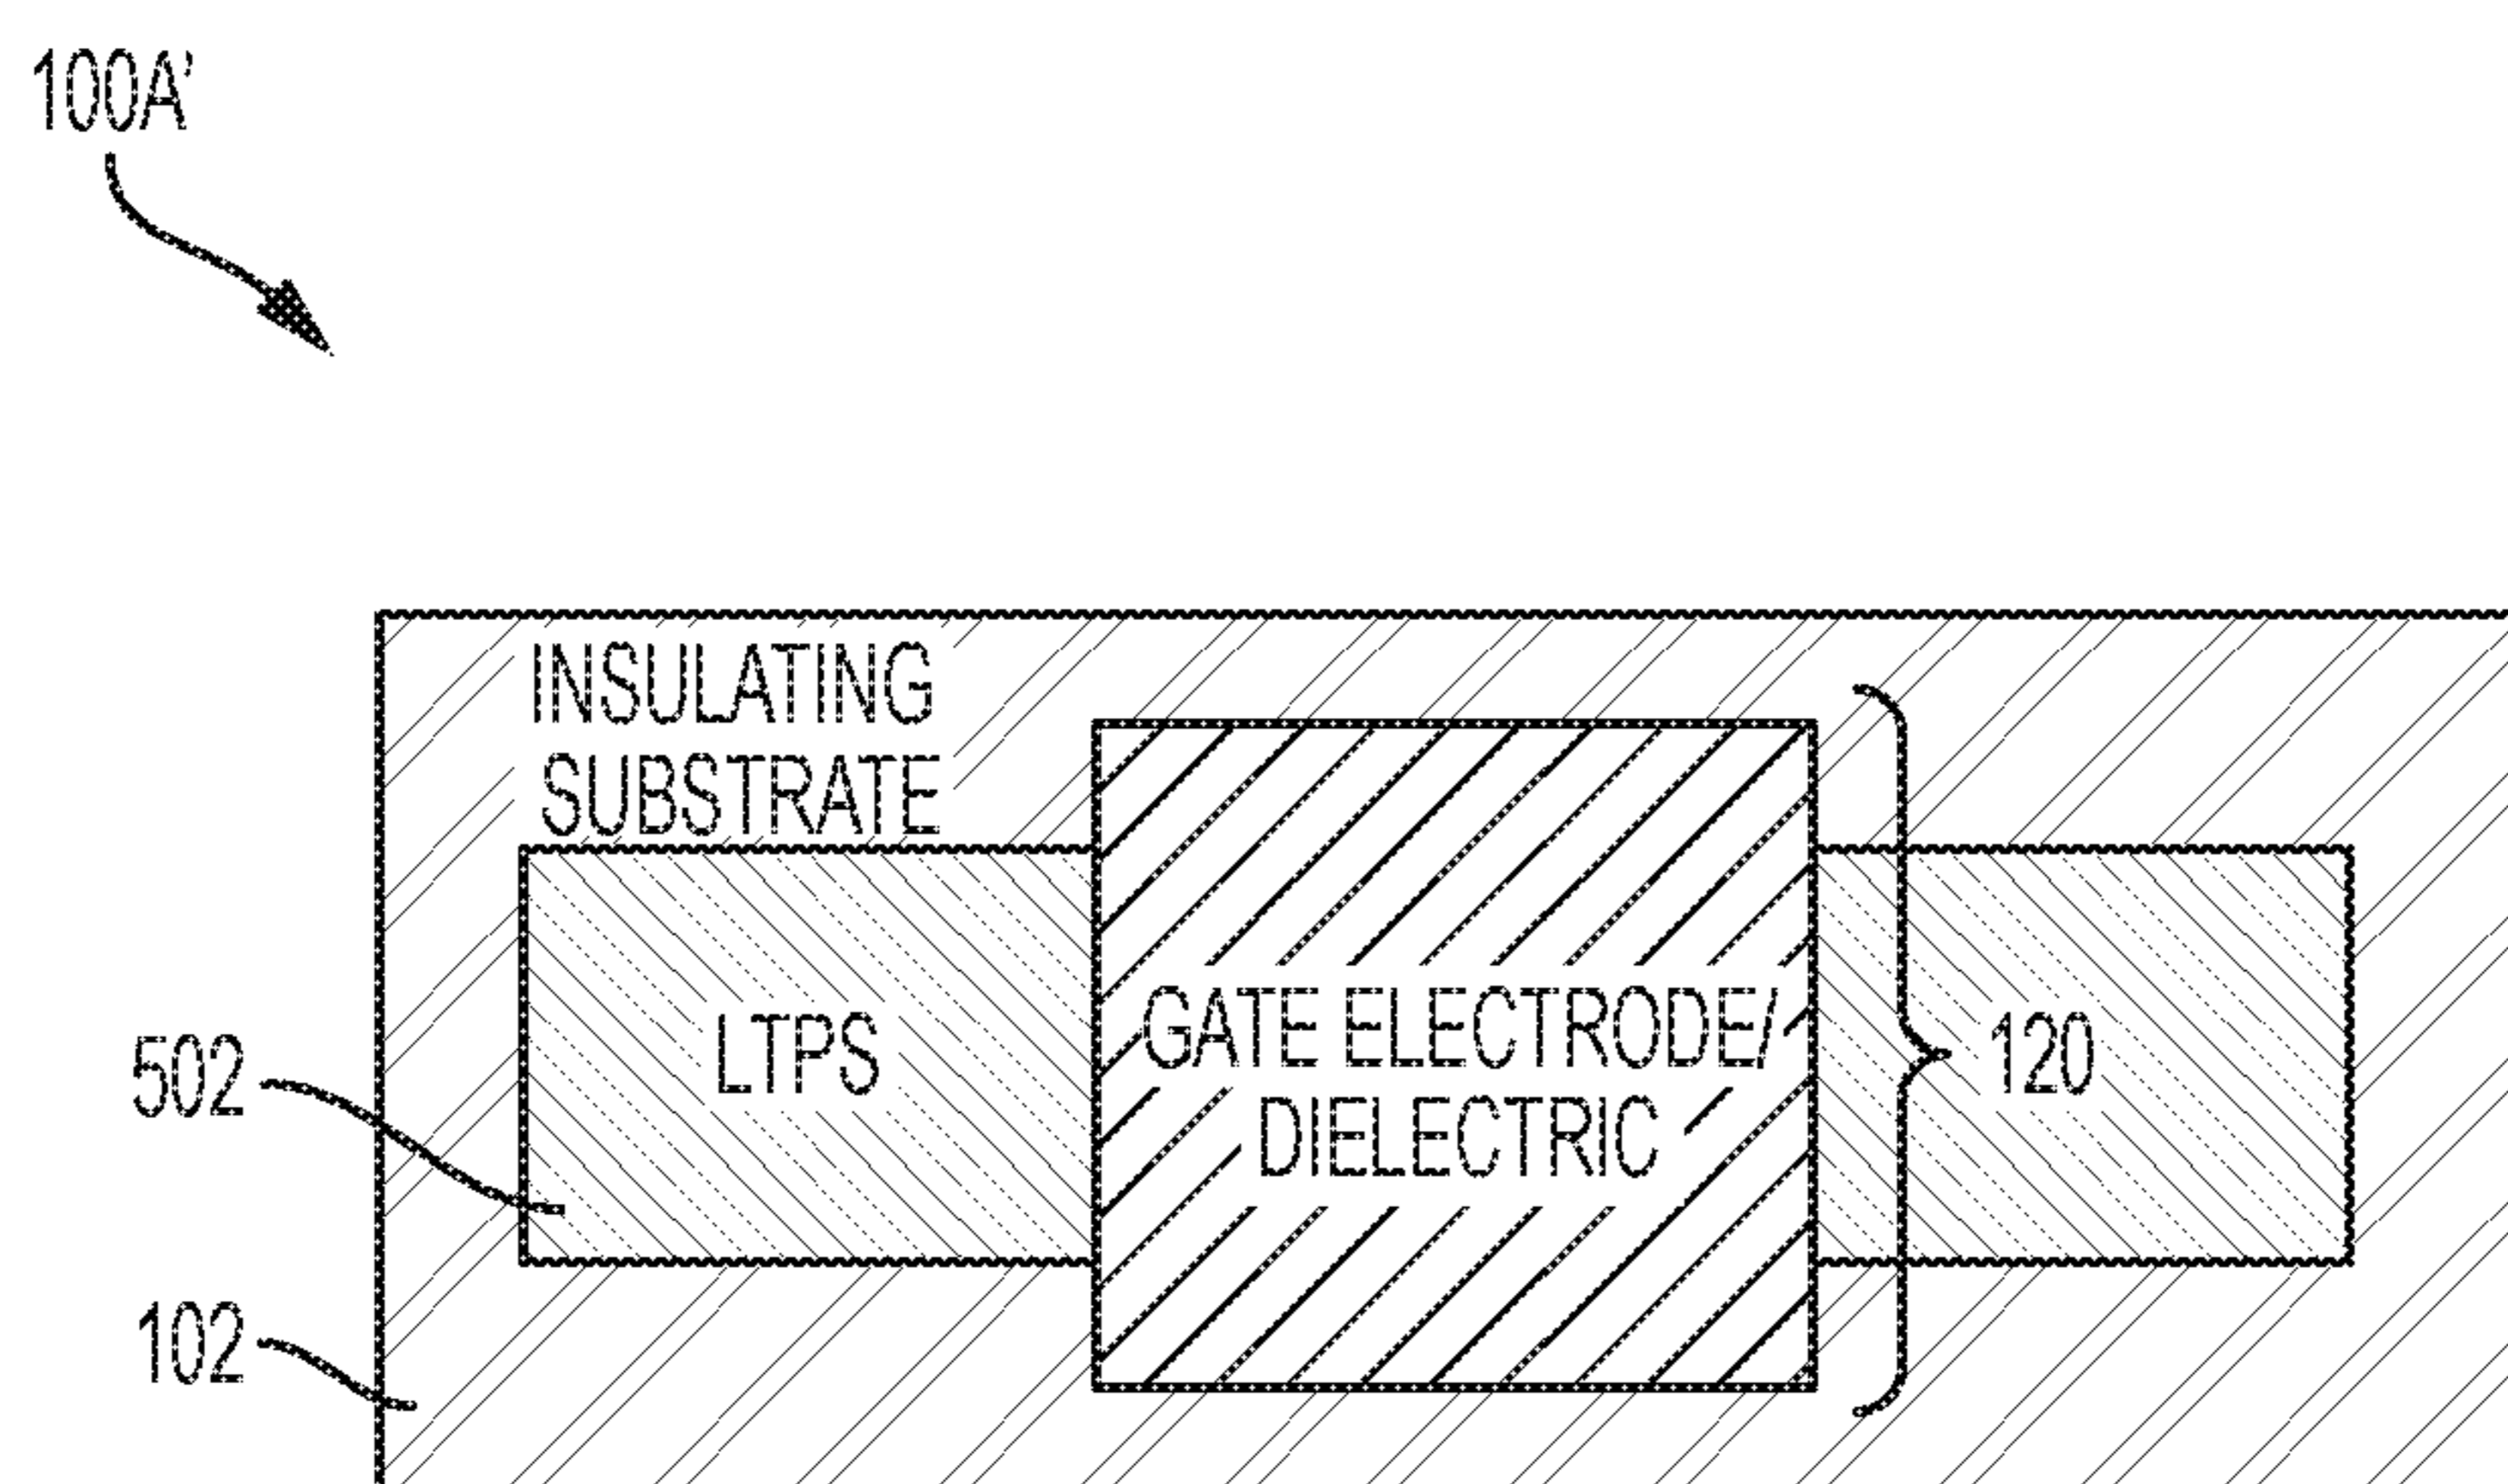 100A'
INSULATING
SUBSTRATE
LTPS
GATE ELECTRODE/
DIELECTRIC
120
502
102